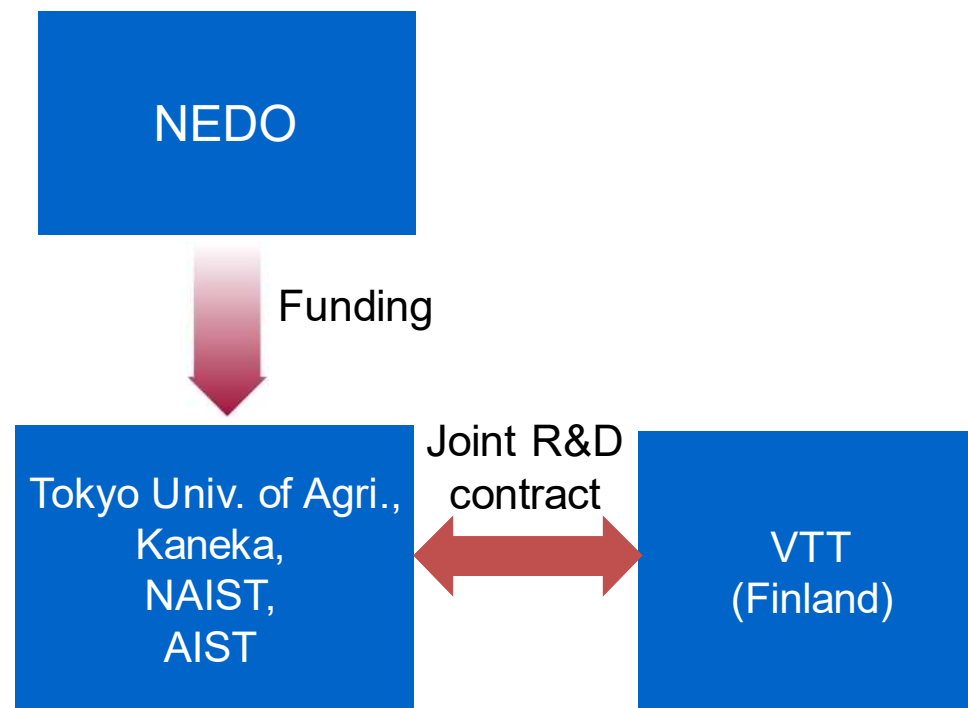 NEDO
Funding
Joint R&D
contract
Tokyo Univ. of Agri.,
Kaneka,
NAIST,
AIST
VTT
(Finland)